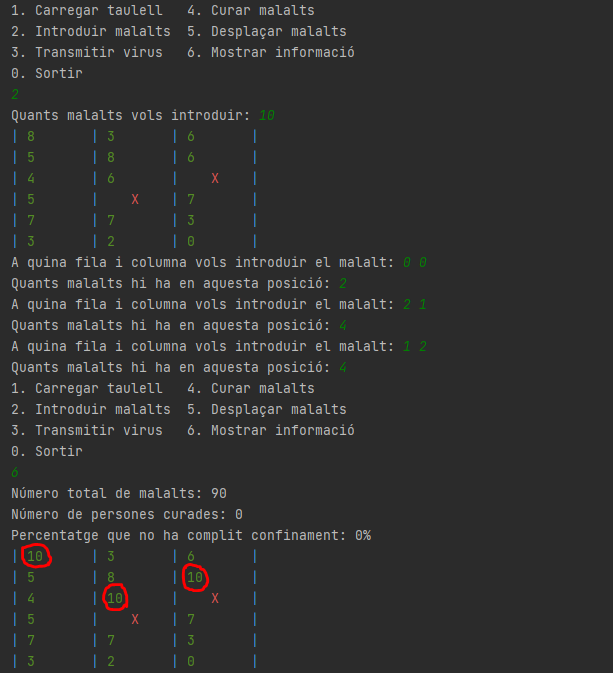 1. Carregar taulell   4. Curar malalts
2. Introduir malalts  5. Desplaçar malalts
3. Transmitir virus   6. Mostrar informació
0. Sortir
2
Quants malalts vols introduir: 10
| 8       | 3       | 6       |
| 5       | 8       | 6       |
| 4       | 6       |    X    |
| 5       |    X    | 7       |
| 7       | 7       | 3       |
| 3       | 2       | 0       |
A quina fila i columna vols introduir el malalt: 0 0
Quants malalts hi ha en aquesta posició: 2
A quina fila i columna vols introduir el malalt: 2 1
Quants malalts hi ha en aquesta posició: 4
A quina fila i columna vols introduir el malalt: 1 2
Quants malalts hi ha en aquesta posició: 4
1. Carregar taulell   4. Curar malalts
2. Introduir malalts  5. Desplaçar malalts
3. Transmitir virus   6. Mostrar informació
0. Sortir
6
Número total de malalts: 90
Número de persones curades: 0
Percentatge que no ha complit confinament: 0%
| 10      | 3       | 6       |
| 5       | 8       | 10      |
| 4       | 10      |    X    |
| 5       |    X    | 7       |
| 7       | 7       | 3       |
| 3       | 2       | 0       |